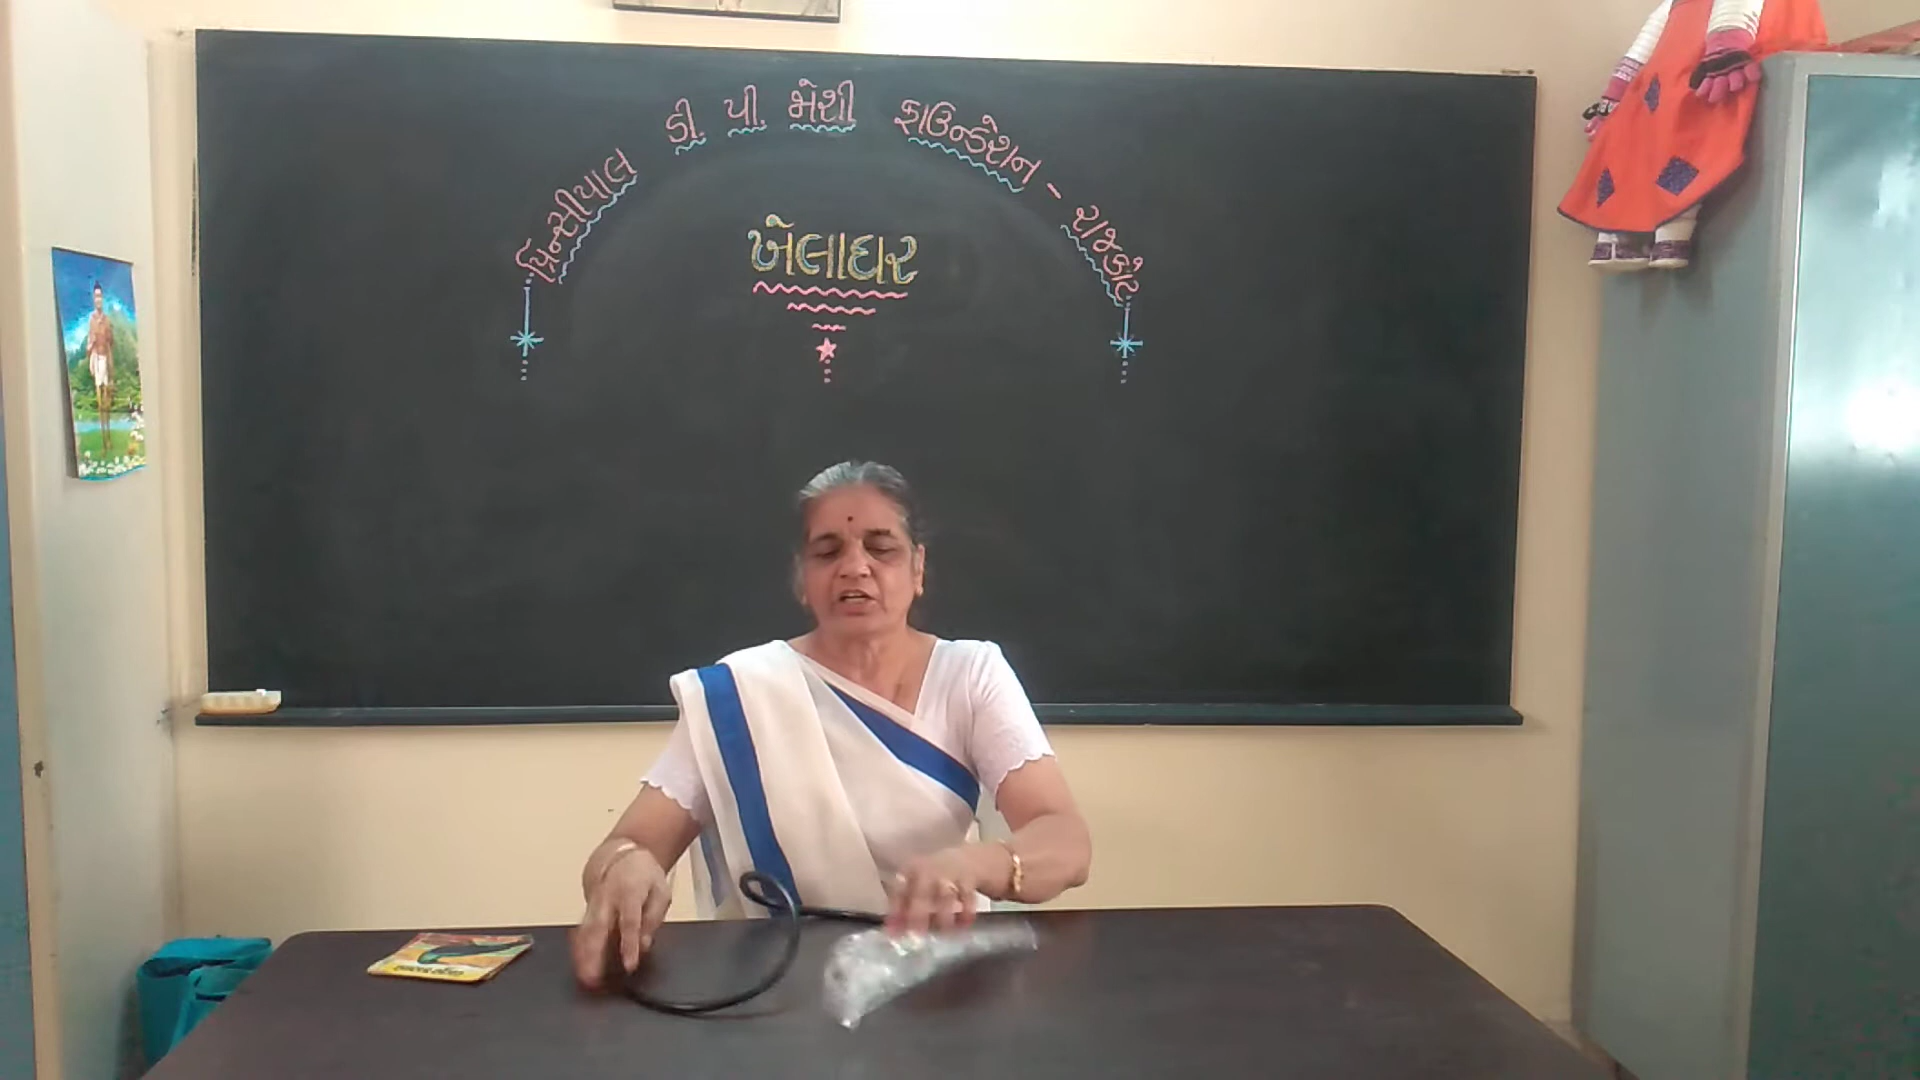 પ્રિન્સીપાલ ડી. પી. જોશી ફાઉન્ડેશન - રાજકોટ
ખેલાઘર